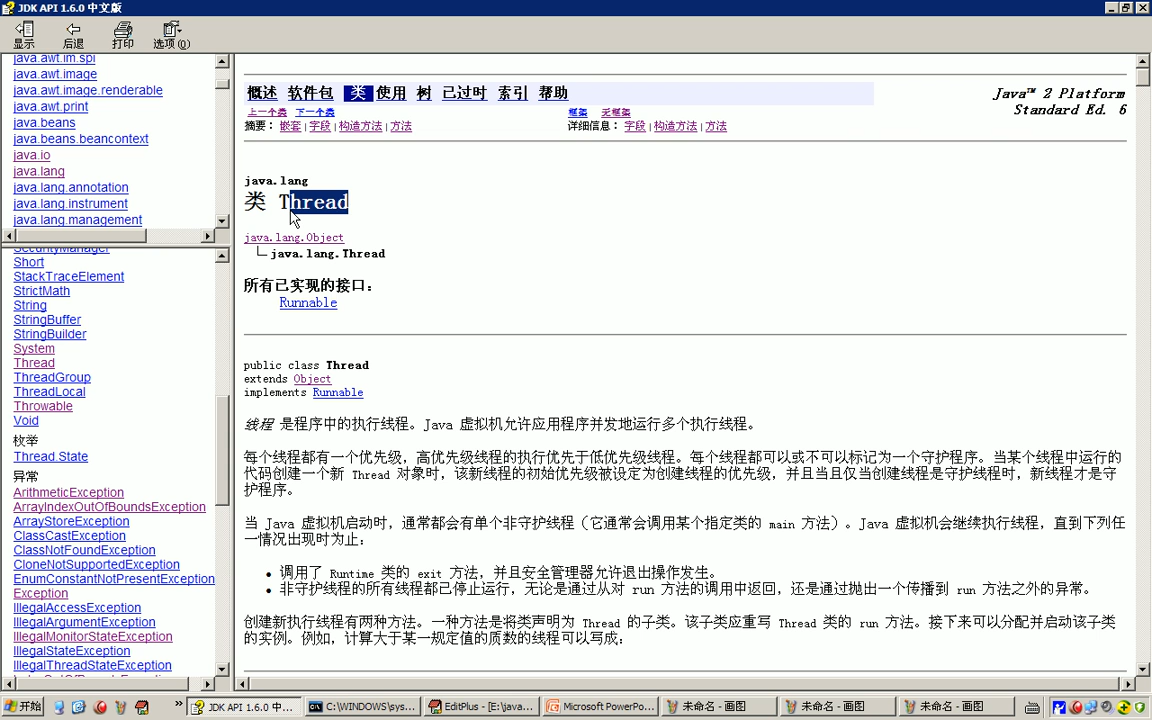 JDK API 1.6.0 中文版
显示 后退 打印 选项(O)
java.awt.im.spi
java.awt.image
java.awt.image.renderable
java.awt.print
java.beans
java.beans.beancontext
java.io
java.lang
java.lang.annotation
java.lang.instrument
java.lang.management
SecurityManager
Short
StackTraceElement
StrictMath
String
StringBuffer
StringBuilder
System
Thread
ThreadGroup
ThreadLocal
Throwable
Void
枚举
Thread.State
异常
ArithmeticException
ArrayIndexOutOfBoundsException
ArrayStoreException
ClassCastException
ClassNotFoundException
CloneNotSupportedException
EnumConstantNotPresentException
Exception
IllegalAccessException
IllegalArgumentException
IllegalMonitorStateException
IllegalStateException
IllegalThreadStateException
概述 软件包 类 使用 树 已过时 索引 帮助
Java™ 2 Platform
Standard Ed. 6
上一个类 下一个类 框架 无框架
摘要: 嵌套 | 字段 | 构造方法 | 方法 详细信息: 字段 | 构造方法 | 方法
java.lang
类 Thread
java.lang.Object
java.lang.Thread
所有已实现的接口:
Runnable
public class Thread
extends Object
implements Runnable
线程 是程序中的执行线程。Java 虚拟机允许应用程序并发地运行多个执行线程。
每个线程都有一个优先级，高优先级线程的执行优先于低优先级线程。每个线程都可以或不可以标记为一个守护程序。当某个线程中运行的
代码创建一个新 Thread 对象时，该新线程的初始优先级被设定为创建线程的优先级，并且当且仅当创建线程是守护线程时，新线程才是守
护程序。
当 Java 虚拟机启动时，通常都会有单个非守护线程（它通常会调用某个指定类的 main 方法）。Java 虚拟机会继续执行线程，直到下列任
一情况出现时为止:
• 调用了 Runtime 类的 exit 方法，并且安全管理器允许退出操作发生。
• 非守护线程的所有线程都已停止运行，无论是通过从对 run 方法的调用中返回，还是通过抛出一个传播到 run 方法之外的异常。
创建新执行线程有两种方法。一种方法是将类声明为 Thread 的子类。该子类应重写 Thread 类的 run 方法。接下来可以分配并启动该子类
的实例。例如，计算大于某一规定值的质数的线程可以写成:
开始 » JDK API 1.6.0 中... C:\WINDOWS\sys... EditPlus - [E:\java... Microsoft PowerPo... 未命名 - 画图 未命名 - 画图 未命名 - 画图